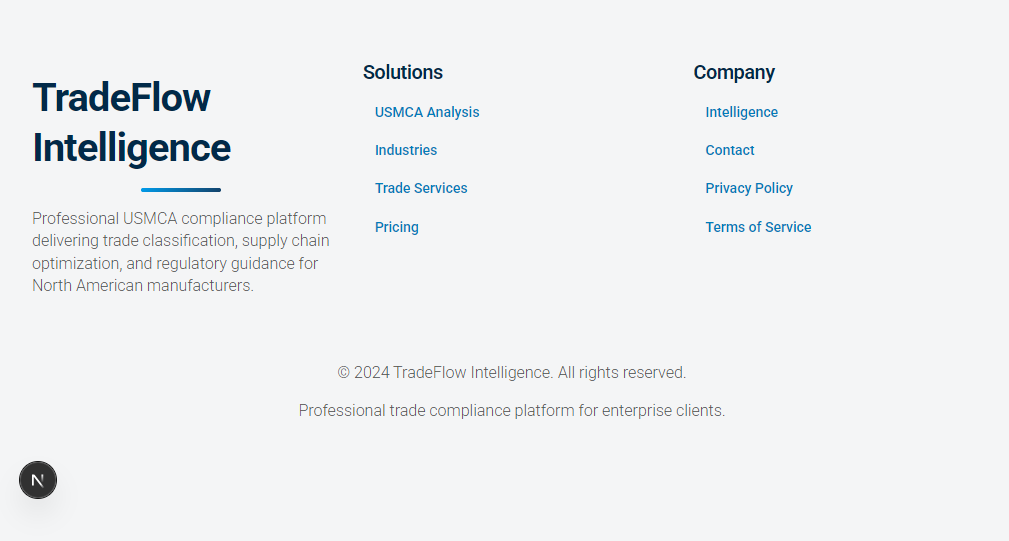 TradeFlow
Intelligence
Professional USMCA compliance platform
delivering trade classification, supply chain
optimization, and regulatory guidance for
North American manufacturers.
Solutions
USMCA Analysis
Industries
Trade Services
Pricing
Company
Intelligence
Contact
Privacy Policy
Terms of Service
© 2024 TradeFlow Intelligence. All rights reserved.
Professional trade compliance platform for enterprise clients.
N